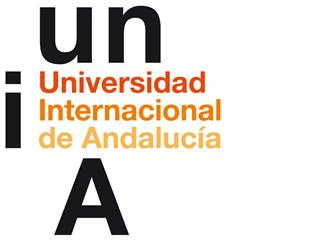 un
i
Universidad
Internacional
de Andalucía
A